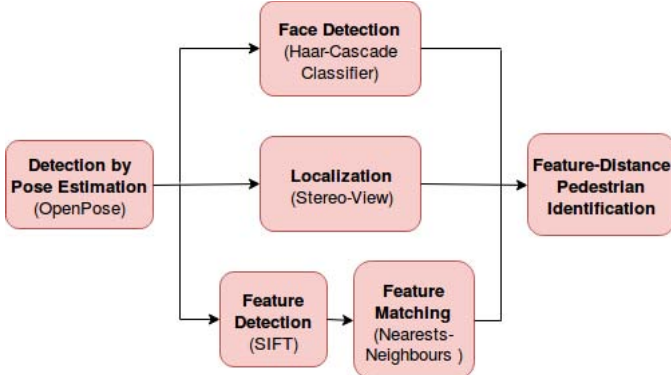 Face Detection
(Haar-Cascade
Classifier)
Detection by
Pose Estimation
(OpenPose)
Localization
(Stereo-View)
Feature-Distance
Pedestrian
Identification
Feature
Detection
(SIFT)
Feature
Matching
(Nearests-
Neighbours )